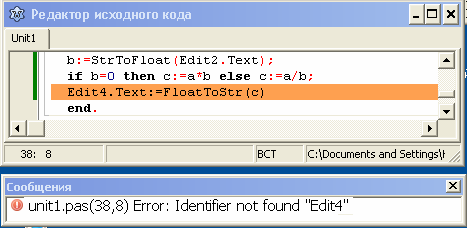 Редактор исходного кода
Unit1
b:=StrToFloat(Edit2.Text);
if b=0 then c:=a*b else c:=a/b;
Edit4.Text:=FloatToStr(c)
end.
38: 8 ВСТ C:\Documents and Settings\
Сообщения
unit1.pas(38,8) Error: Identifier not found "Edit4"